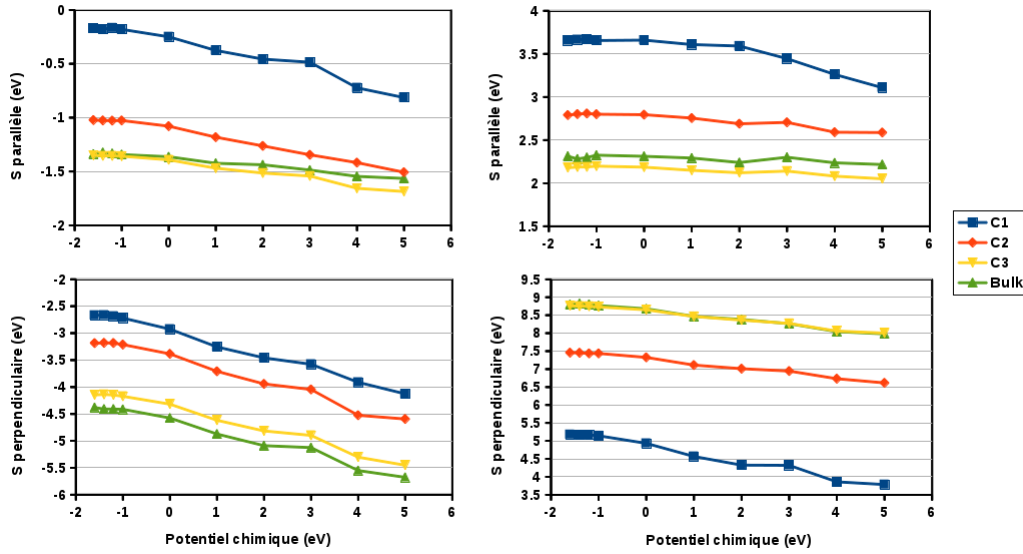 S parallèle (eV)
0
-0.5
-1
-1.5
-2
-2 -1 0 1 2 3 4 5 6
S parallèle (eV)
4
3.5
3
2.5
2
1.5
-2 -1 0 1 2 3 4 5 6
C1
C2
C3
Bulk
S perpendiculaire (eV)
-2
-2.5
-3
-3.5
-4
-4.5
-5
-5.5
-6
-2 -1 0 1 2 3 4 5 6
Potentiel chimique (eV)
S perpendiculaire (eV)
9.5
9
8.5
8
7.5
7
6.5
6
5.5
5
4.5
4
3.5
-2 -1 0 1 2 3 4 5 6
Potentiel chimique (eV)